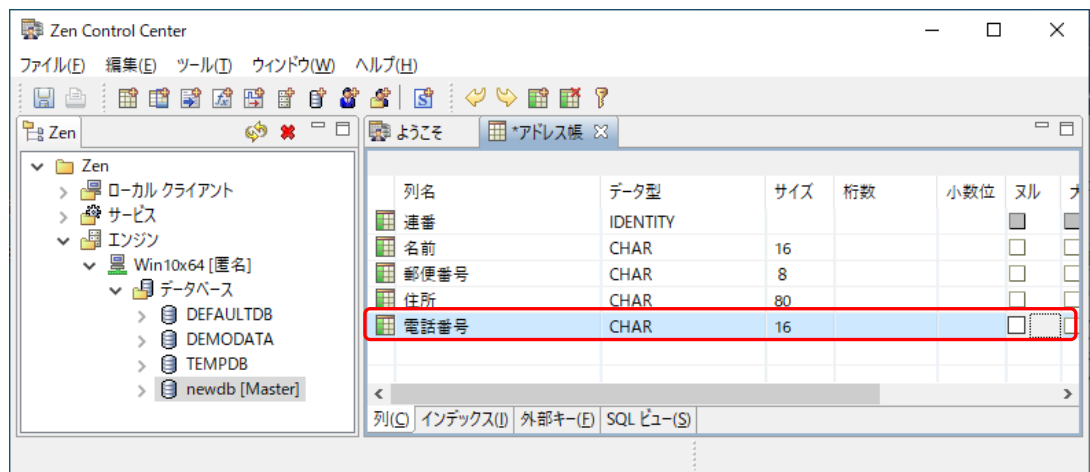 Zen Control Center
ファイル(F) 編集(E) ツール(T) ウィンドウ(W) ヘルプ(H)
Zen
ようこそ *アドレス帳
Zen
ローカル クライアント
サービス
エンジン
Win10x64 [匿名]
データベース
DEFAULTDB
DEMODATA
TEMPDB
newdb [Master]
列名 データ型 サイズ 桁数 小数位 ヌル
連番 IDENTITY
名前 CHAR 16
郵便番号 CHAR 8
住所 CHAR 80
電話番号 CHAR 16
列(C) インデックス(I) 外部キー(F) SQL ビュー(S)